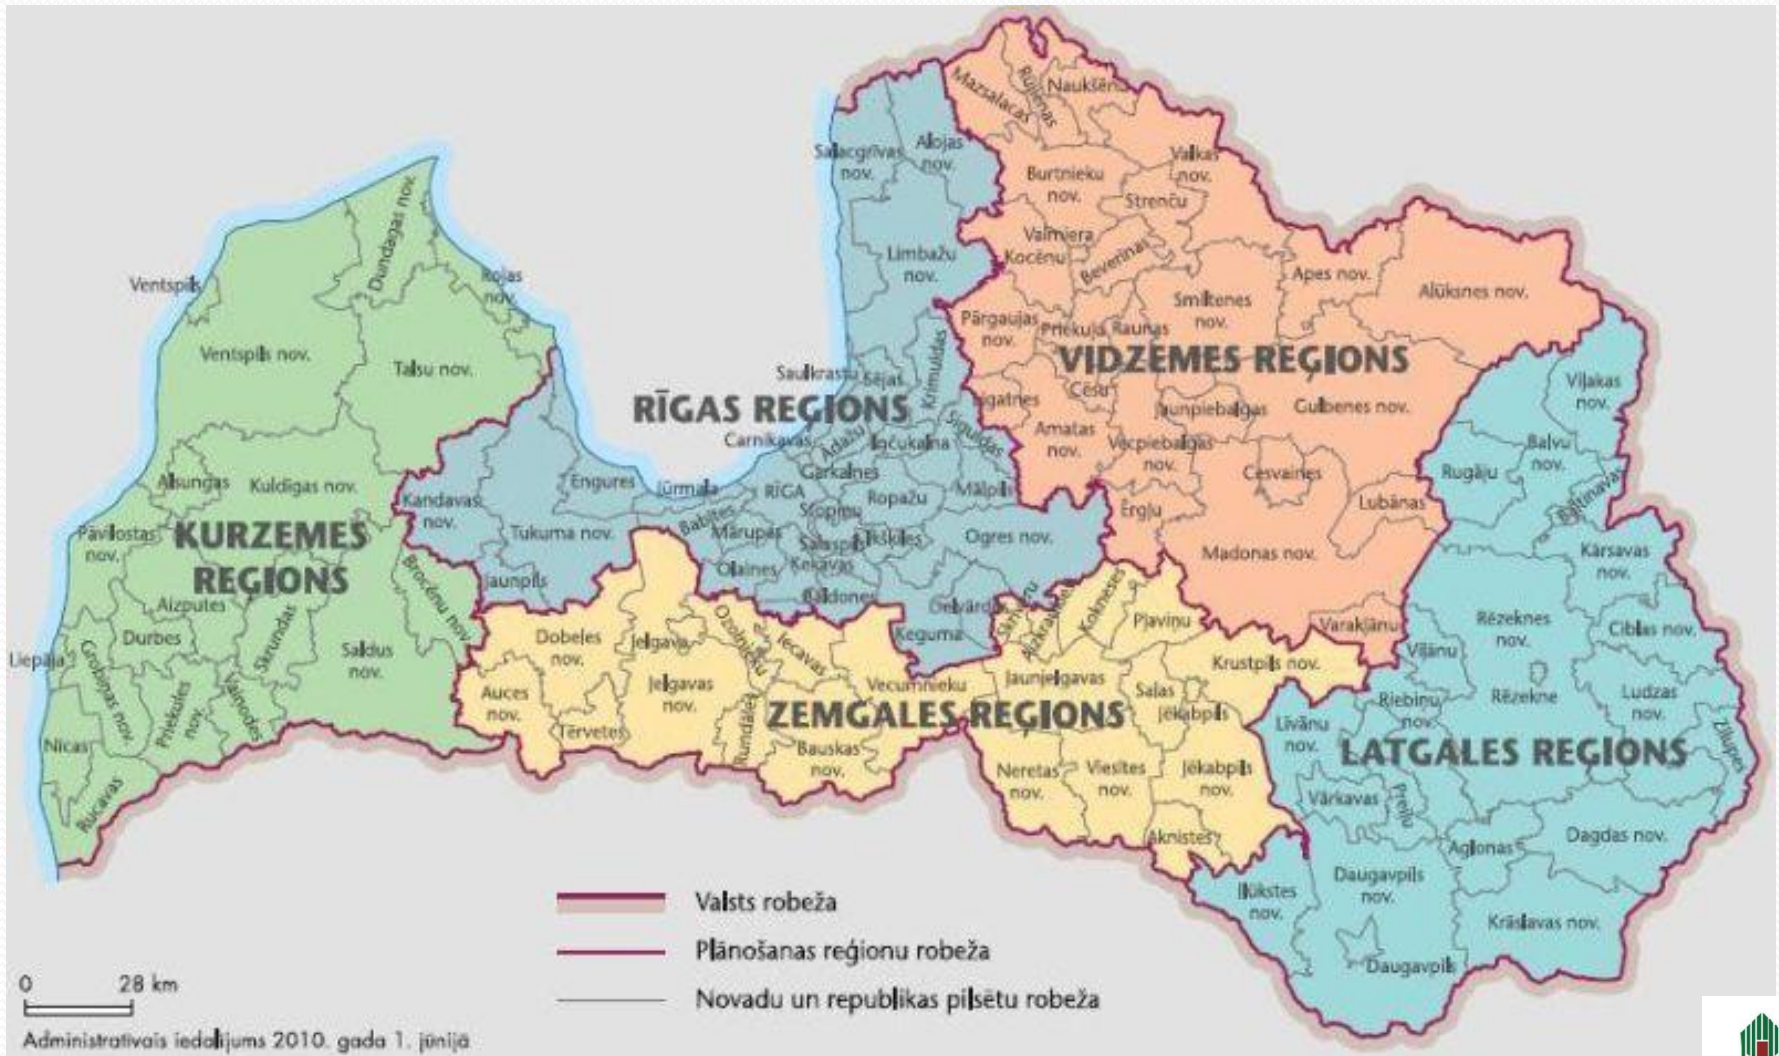 Mazsalacas
Rūjienas
Naukšēnu
Salacgrīvas
nov.
Alojas
nov.
Burtnieku
nov.
Valkas
nov.
Strenču
Dundagas nov.
Valmiera
Kocēnu
Beverīnas
Limbažu
nov.
Ventspils
Rojas
nov.
Apes nov.
Alūksnes nov.
Smiltenes
nov.
Pārgaujas
nov.
Priekuļu
Raunas
Ventspils nov.
Talsu nov.
VIDZEMES REĢIONS
Saulkrastu
Sējas
Krimuldas
Cēsu
Viļakas
nov.
RĪGAS REĢIONS
Līgatnes
Jaunpiebalgas
Gulbenes nov.
Carnikavas
Ādažu
Inčukalna
Siguldas
Amatas
nov.
Vecpiebalgas
nov.
Balvu
nov.
Alsungas
Kuldīgas nov.
Kandavas
nov.
Engures
Jūrmala
RĪGA
Garkalnes
Ropažu
Mālpils
Cesvaines
Rugāju
Lubānas
Baltinavas
Pāvilostas
nov.
KURZEMES
REĢIONS
Tukuma nov.
Babītes
Mārupes
Stopiņu
Salaspils
Ikšķiles
Ogres nov.
Ērgļu
Madonas nov.
Kārsavas
nov.
Brocēnu nov.
Jaunpils
Olaines
Ķekavas
Baldones
Aizputes
Durbes
Skrundas
Saldus
nov.
Lielvārdes
Ķeguma
Skrīveru
Aizkraukles
Kokneses
Pļaviņu
Varakļānu
Rēzeknes
nov.
Ciblas nov.
Liepāja
Grobiņas nov.
Dobeles
nov.
Jelgava
Ozolnieku
Iecavas
Viļānu
Krustpils nov.
Priekules
nov.
Vaiņodes
nov.
Auces
nov.
Jelgavas
nov.
Vecumnieku
Jaunjelgavas
Salas
Jēkabpils
Riebiņu
nov.
Rēzekne
Ludzas
nov.
Nīcas
Tērvetes
Rundāles
ZEMGALES REĢIONS
Līvānu
nov.
LATGALES REĢIONS
Zilupes
Bauskas
nov.
Neretas
nov.
Viesītes
nov.
Jēkabpils
nov.
Rucavas
Vārkavas
Preiļu
Aknīstes
Aglonas
Dagdas nov.
Ilūkstes
nov.
Daugavpils
nov.
Krāslavas nov.
Daugavpils
Valsts robeža
Plānošanas reģionu robeža
Novadu un republikas pilsētu robeža
0 28 km
Administratīvais iedalījums 2010. gada 1. jūnijā